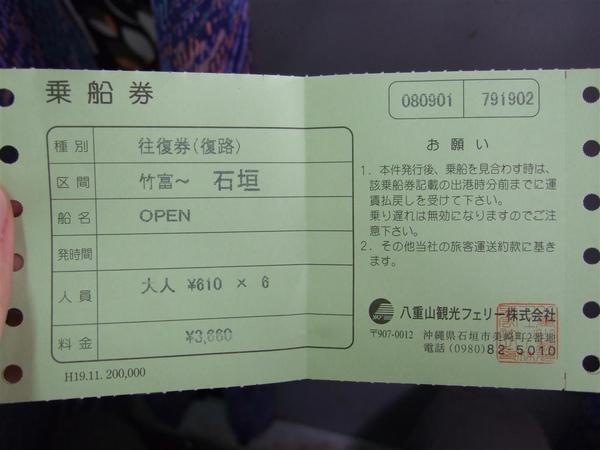 乗船券
080901 791902
種別 往復券(復路)
区間 竹富～ 石垣
船名 OPEN
発時間
人員 大人 ¥610 × 6
料金 ¥3,660
H19.11. 200,000
お願い
1. 本件発行後、乗船を見合わす時は、
該乗船券記載の出港時分前までに運
賃払戻しを受けて下さい。
乗り遅れは無効になりますのでご注
意下さい。
2. その他当社の旅客運送約款に基き
ます。
八重山観光フェリー株式会社
〒907-0012 沖縄県石垣市美崎町2番地
電話 (0980) 82-5010